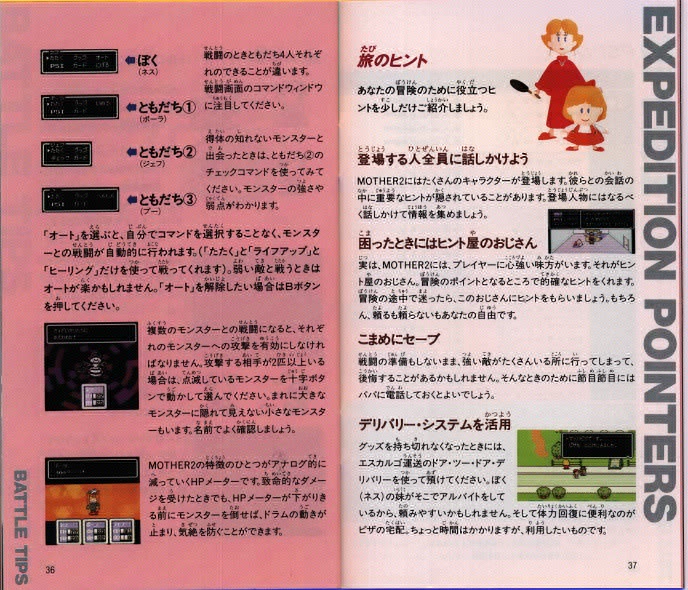 ぼく
(ネス)
戦闘のときともだち4人それぞ
れのできることが違います。
戦闘画面のコマンドウィンドウ
に注目してください。
ともだち①
(ポーラ)
ともだち②
(ジェフ)
ともだち③
(プー)
得体の知れないモンスターと
出会ったときは、ともだち②の
チェックコマンドを使ってみて
ください。モンスターの強さや
弱点がわかります。
「オート」を選ぶと、自分でコマンドを選択することなく、モンスタ
ーとの戦闘が自動的に行われます。(「たたく」と「ライフアップ」と
「ヒーリング」だけを使って戦ってくれます)。弱い敵と戦うときは
オートが楽かもしれません。「オート」を解除したい場合はBボタン
を押してください。
複数のモンスターとの戦闘になると、それぞ
れのモンスターへの攻撃を有効にしなけれ
ばなりません。攻撃する相手が2匹以上いる
場合は、点滅しているモンスターを十字ボタ
ンで動かして選んでください。まれに大きな
モンスターに隠れて見えない小さなモンスタ
ーもいます。名前でよく確認しましょう。
MOTHER2の特徴のひとつがアナログ的に
減っていくHPメーターです。致命的なダメー
ジを受けたときでも、HPメーターが下がりき
る前にモンスターを倒せば、ドラムの動きが
止まり、気絶を防ぐことができます。
BATTLE TIPS
36
EXPEDITION POINTERS
旅のヒント
あなたの冒険のために役立つヒ
ントを少しだけご紹介しましょう。
登場する人全員に話しかけよう
MOTHER2にはたくさんのキャラクターが登場します。彼らとの会話の
中に重要なヒントが隠されていることがあります。登場人物にはなるべ
く話しかけて情報を集めましょう。
困ったときにはヒント屋のおじさん
実は、MOTHER2には、プレイヤーに心強い味方がいます。それがヒン
ト屋のおじさん。冒険のポイントとなるところで的確なヒントをくれます。
冒険の途中で迷ったら、このおじさんにヒントをもらいましょう。もちろ
ん、頼るも頼らないもあなたの自由です。
こまめにセーブ
戦闘の準備もしないまま、強い敵がたくさんいる所に行ってしまって、
後悔することがあるかもしれません。そんなときのために節目節目には
パパに電話しておくとよいでしょう。
デリバリー・システムを活用
グッズを持ち切れなくなったときには、
エスカルゴ運送のドア・ツー・ドア・デ
リバリーを使って預けてください。ぼく
(ネス)の妹がそこでアルバイトをして
いるから、頼みやすいかもしれません。そして体力回復に便利なのが
ピザの宅配。ちょっと時間はかかりますが、利用したいものです。
37